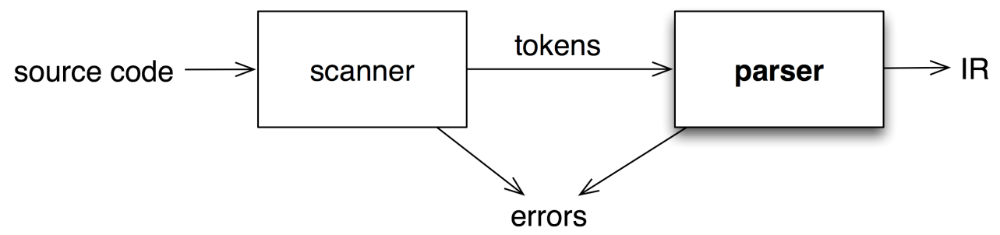 tokens
source code
scanner
parser
IR
errors